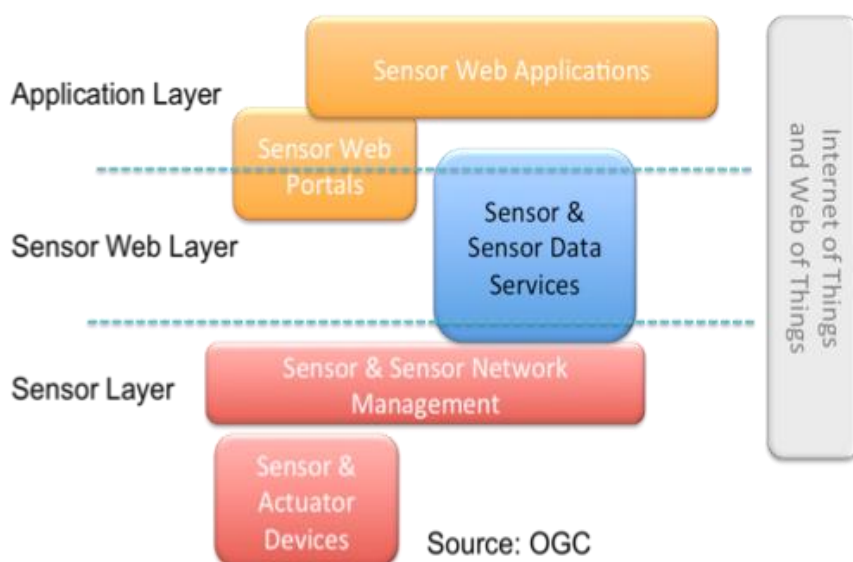 Sensor Web Applications
Application Layer
Sensor Web
Portals
Sensor &
Sensor Data
Services
Sensor Web Layer
Sensor & Sensor Network
Management
Sensor Layer
Sensor &
Actuator
Devices
Source: OGC
Internet of Things
and Web of Things